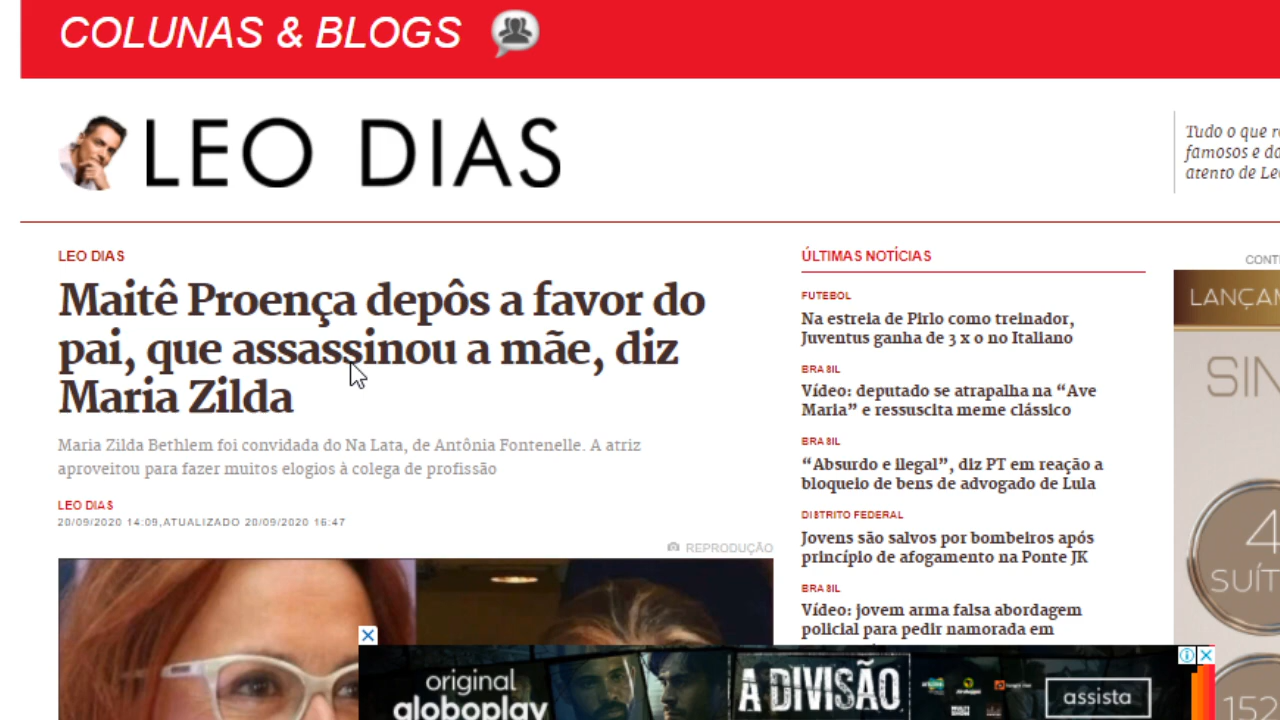 COLUNAS & BLOGS
LEO DIAS
Tudo o que
famosos e
atento de
LEO DIAS
Maitê Proença depôs a favor do
pai, que assassinou a mãe, diz
Maria Zilda
Maria Zilda Bethlem foi convidada do Na Lata, de Antônia Fontenelle. A atriz
aproveitou para fazer muitos elogios à colega de profissão
LEO DIAS
20/09/2020 14:09,ATUALIZADO 20/09/2020 16:47
REPRODUÇÃO
ÚLTIMAS NOTÍCIAS
FUTEBOL
Na estreia de Pirlo como treinador,
Juventus ganha de 3 x 0 no Italiano
BRASIL
Vídeo: deputado se atrapalha na “Ave
Maria” e ressuscita meme clássico
BRASIL
“Absurdo e ilegal”, diz PT em reação a
bloqueio de bens de advogado de Lula
DISTRITO FEDERAL
Jovens são salvos por bombeiros após
princípio de afogamento na Ponte JK
BRASIL
Vídeo: jovem arma falsa abordagem
policial para pedir namorada em
CONT
LANÇAM
SIN
4
SUÍT
152
original
globoplay
A DIVISÃO
assista